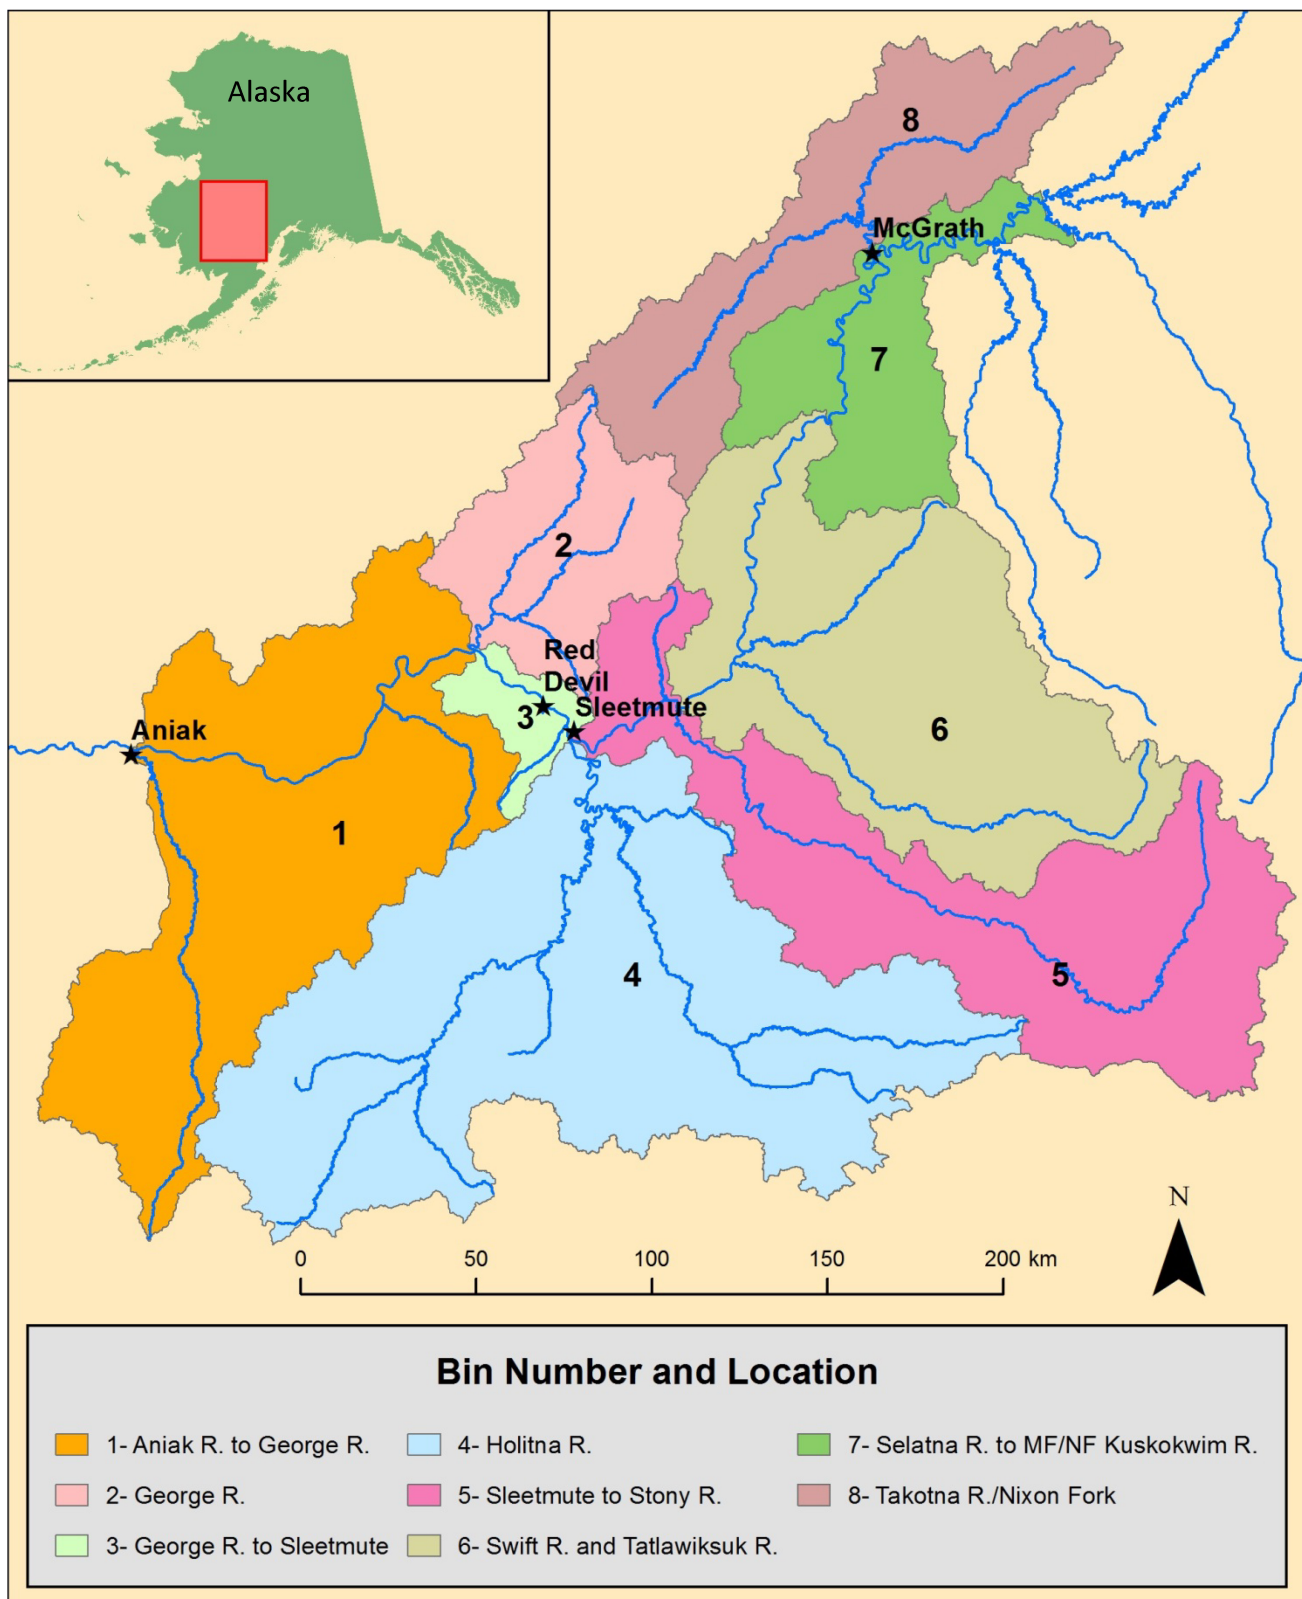 Alaska
8
McGrath
7
2
Red
Devil
3
Sleetmute
Aniak
6
1
4
5
N
0
50
100
150
200 km
Bin Number and Location
1- Aniak R. to George R.
2- George R.
3- George R. to Sleetmute
4- Holitna R.
5- Sleetmute to Stony R.
6- Swift R. and Tatlawiksuk R.
7- Selatna R. to MF/NF Kuskokwim R.
8- Takotna R./Nixon Fork